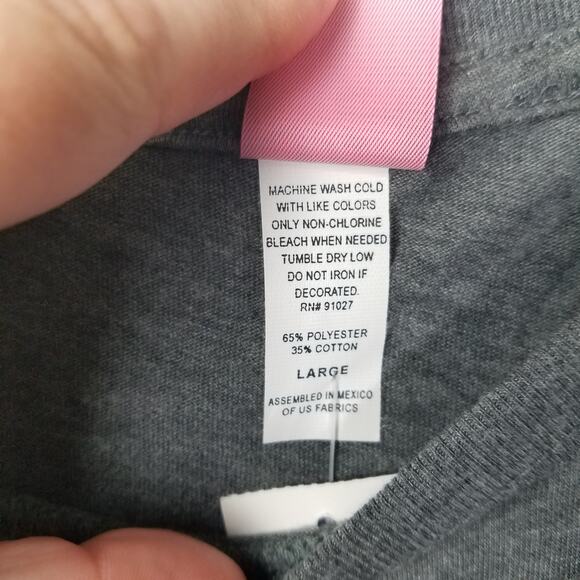 MACHINE WASH COLD
WITH LIKE COLORS
ONLY NON-CHLORINE
BLEACH WHEN NEEDED
TUMBLE DRY LOW
DO NOT IRON IF
DECORATED.
RN# 91027
65% POLYESTER
35% COTTON
LARGE
ASSEMBLED IN MEXICO
OF US FABRICS